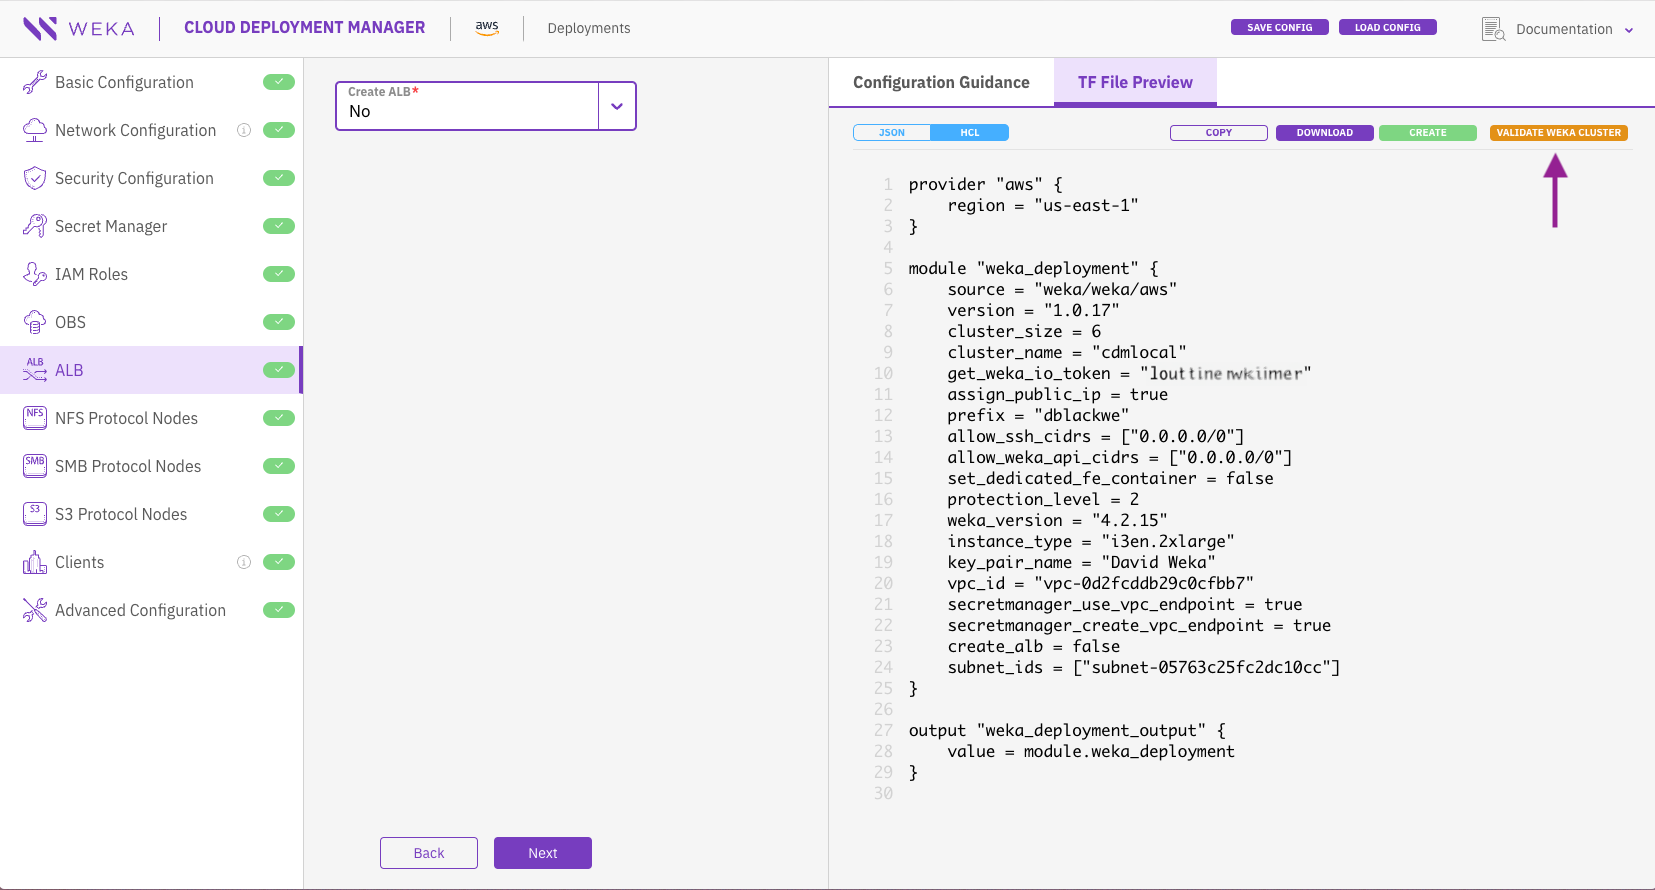 WEKA
CLOUD DEPLOYMENT MANAGER
aws
Deployments
SAVE CONFIG
LOAD CONFIG
Documentation
Basic Configuration
Network Configuration
Security Configuration
Secret Manager
IAM Roles
OBS
ALB
ALB
NFS
NFS Protocol Nodes
SMB
SMB Protocol Nodes
S3
S3 Protocol Nodes
Clients
Advanced Configuration
Create ALB*
No
Back
Next
Configuration Guidance
TF File Preview
JSON
HCL
COPY
DOWNLOAD
CREATE
VALIDATE WEKA CLUSTER
1 provider "aws" {
2 region = "us-east-1"
3 }
4
5 module "weka_deployment" {
6 source = "weka/weka/aws"
7 version = "1.0.17"
8 cluster_size = 6
9 cluster_name = "cdmlocal"
10 get_weka_io_token = "
11 assign_public_ip = true
12 prefix = "dblackwe"
13 allow_ssh_cidrs = ["0.0.0.0/0"]
14 allow_weka_api_cidrs = ["0.0.0.0/0"]
15 set_dedicated_fe_container = false
16 protection_level = 2
17 weka_version = "4.2.15"
18 instance_type = "i3en.2xlarge"
19 key_pair_name = "David Weka"
20 vpc_id = "vpc-0d2fcddb29c0cfbb7"
21 secretmanager_use_vpc_endpoint = true
22 secretmanager_create_vpc_endpoint = true
23 create_alb = false
24 subnet_ids = ["subnet-05763c25fc2dc10cc"]
25 }
26
27 output "weka_deployment_output" {
28 value = module.weka_deployment
29 }
30